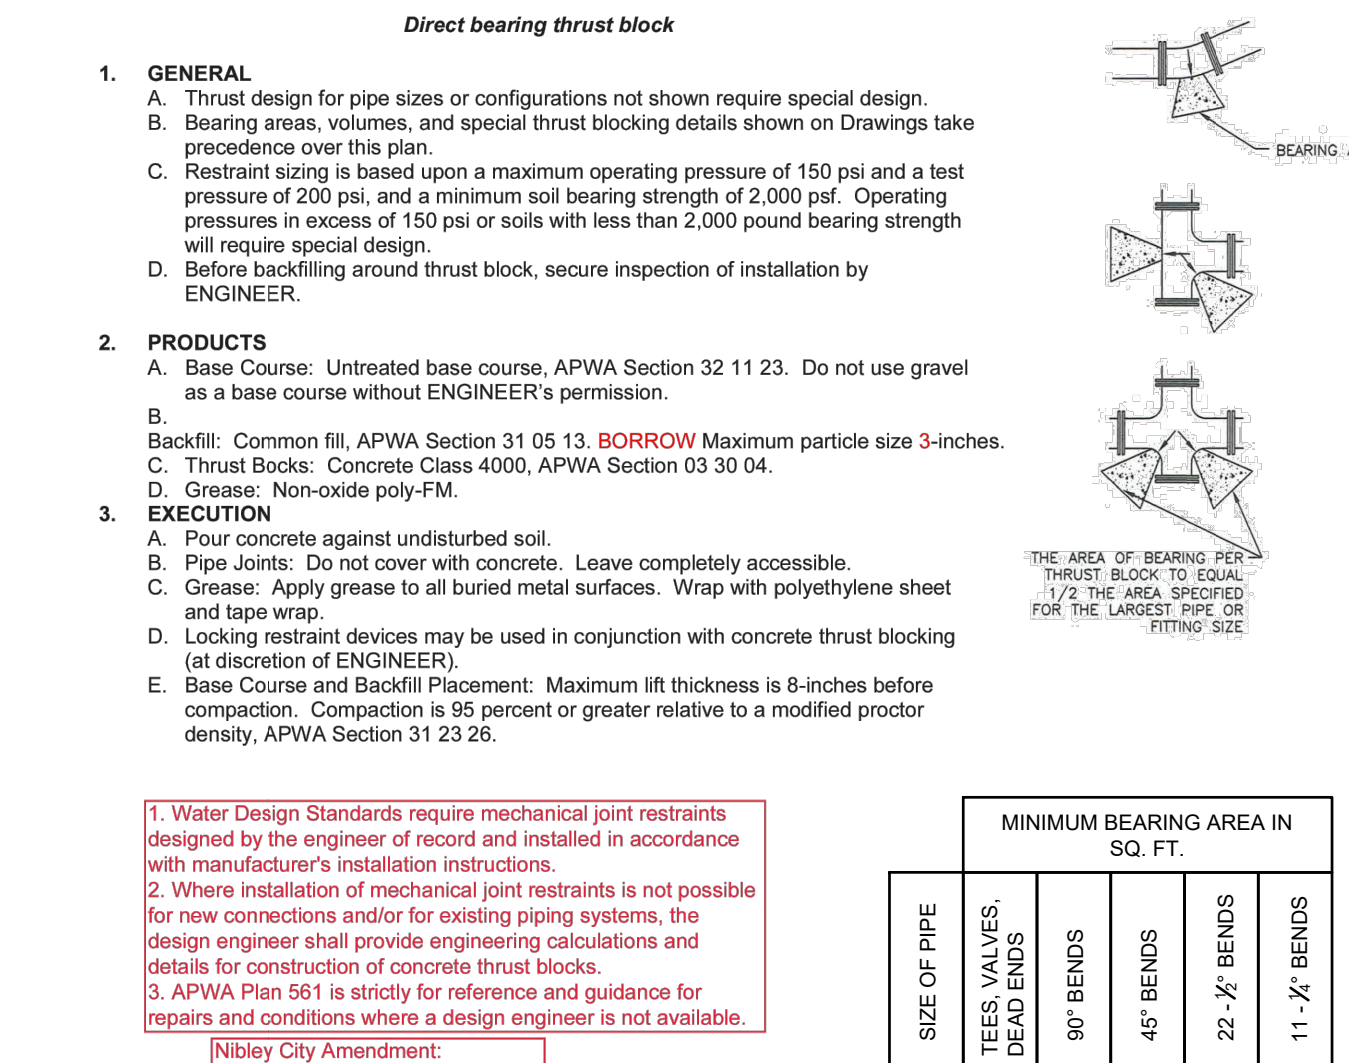 Direct bearing thrust block
1. GENERAL
A. Thrust design for pipe sizes or configurations not shown require special design.
B. Bearing areas, volumes, and special thrust blocking details shown on Drawings take
precedence over this plan.
C. Restraint sizing is based upon a maximum operating pressure of 150 psi and a test
pressure of 200 psi, and a minimum soil bearing strength of 2,000 psf. Operating
pressures in excess of 150 psi or soils with less than 2,000 pound bearing strength
will require special design.
D. Before backfilling around thrust block, secure inspection of installation by
ENGINEER.
2. PRODUCTS
A. Base Course: Untreated base course, APWA Section 32 11 23. Do not use gravel
as a base course without ENGINEER’s permission.
B.
Backfill: Common fill, APWA Section 31 05 13. BORROW Maximum particle size 3-inches.
C. Thrust Bocks: Concrete Class 4000, APWA Section 03 30 04.
D. Grease: Non-oxide poly-FM.
3. EXECUTION
A. Pour concrete against undisturbed soil.
B. Pipe Joints: Do not cover with concrete. Leave completely accessible.
C. Grease: Apply grease to all buried metal surfaces. Wrap with polyethylene sheet
and tape wrap.
D. Locking restraint devices may be used in conjunction with concrete thrust blocking
(at discretion of ENGINEER).
E. Base Course and Backfill Placement: Maximum lift thickness is 8-inches before
compaction. Compaction is 95 percent or greater relative to a modified proctor
density, APWA Section 31 23 26.
BEARING
THE AREA OF BEARING PER
THRUST BLOCK TO EQUAL
1/2 THE AREA SPECIFIED
FOR THE LARGEST PIPE OR
FITTING SIZE
1. Water Design Standards require mechanical joint restraints
designed by the engineer of record and installed in accordance
with manufacturer's installation instructions.
2. Where installation of mechanical joint restraints is not possible
for new connections and/or for existing piping systems, the
design engineer shall provide engineering calculations and
details for construction of concrete thrust blocks.
3. APWA Plan 561 is strictly for reference and guidance for
repairs and conditions where a design engineer is not available.
Nibley City Amendment:
MINIMUM BEARING AREA IN
SQ. FT.
SIZE OF PIPE
TEES, VALVES,
DEAD ENDS
90° BENDS
45° BENDS
22 - ½° BENDS
11 - ¼° BENDS